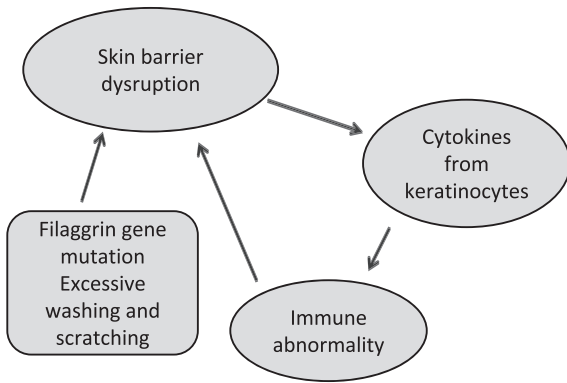 Skin barrier
dysruption
Cytokines
from
keratinocytes
Filaggrin gene
mutation
Excessive
washing and
scratching
Immune
abnormality